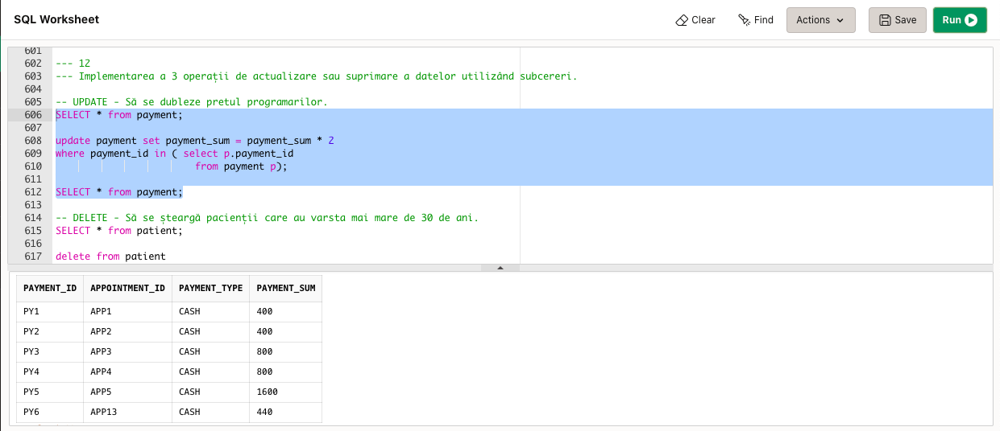 SQL Worksheet
Clear Find Actions Save Run
601
602 --- 12
603 --- Implementarea a 3 operații de actualizare sau suprimare a datelor utilizând subcereri.
604
605 -- UPDATE - Să se dubleze pretul programarilor.
606 SELECT * from payment;
607
608 update payment set payment_sum = payment_sum * 2
609 where payment_id in ( select p.payment_id
610 from payment p);
611
612 SELECT * from payment;
613
614 -- DELETE - Să se șteargă pacienții care au varsta mai mare de 30 de ani.
615 SELECT * from patient;
616
617 delete from patient
PAYMENT_ID APPOINTMENT_ID PAYMENT_TYPE PAYMENT_SUM
PY1 APP1 CASH 400
PY2 APP2 CASH 400
PY3 APP3 CASH 800
PY4 APP4 CASH 800
PY5 APP5 CASH 1600
PY6 APP13 CASH 440